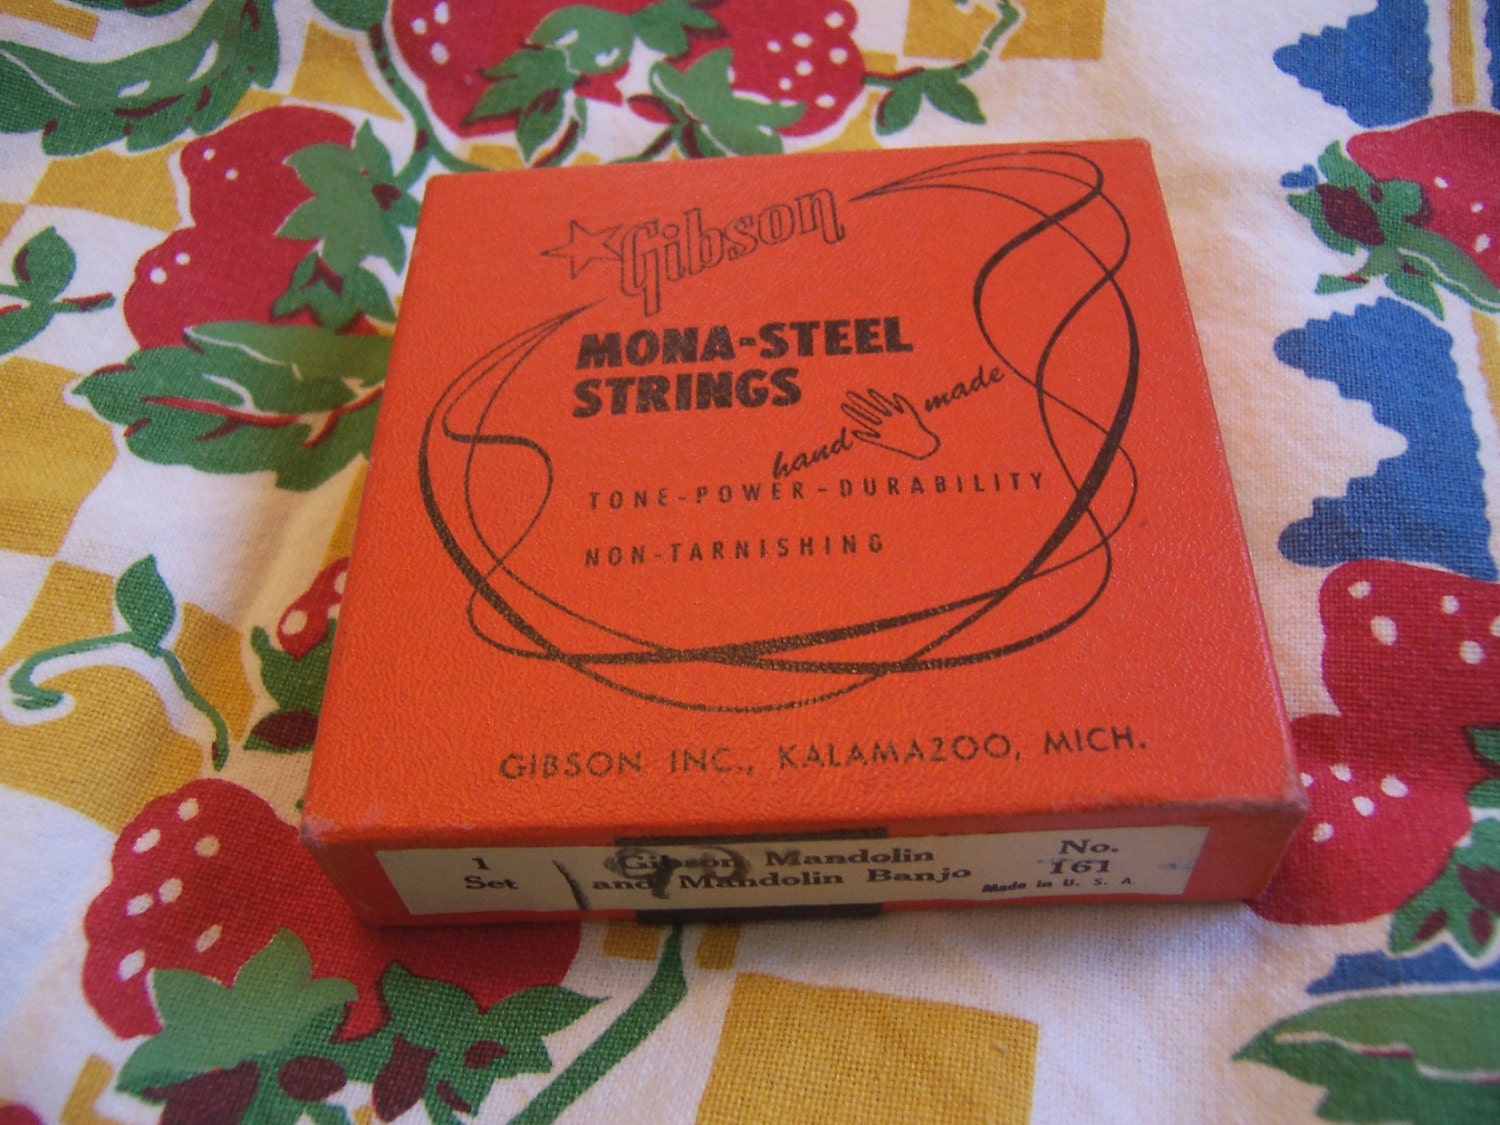 Gibson
MONA-STEEL
STRINGS
hand made
TONE-POWER-DURABILITY
NON-TARNISHING
GIBSON INC., KALAMAZOO, MICH.
1
Set
Gibson Mandolin
and Mandolin Banjo
No.
161
Made in U. S. A.